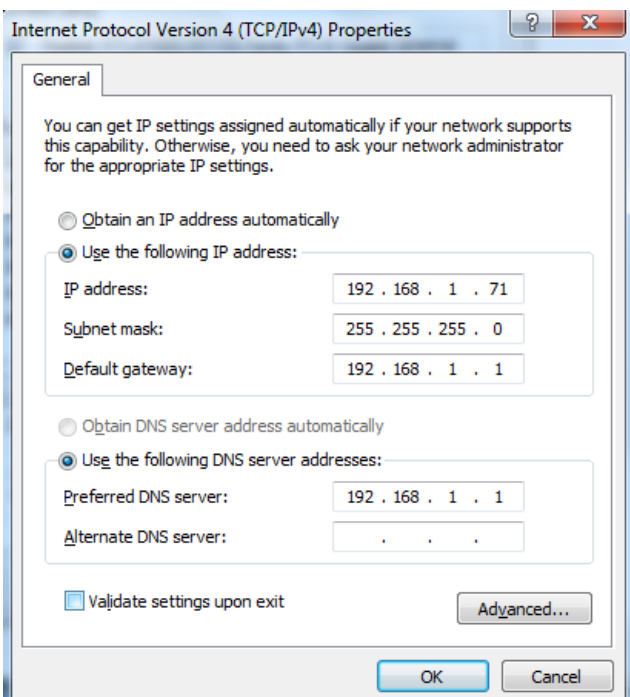 Internet Protocol Version 4 (TCP/IPv4) Properties
?
X
General
You can get IP settings assigned automatically if your network supports
this capability. Otherwise, you need to ask your network administrator
for the appropriate IP settings.
Obtain an IP address automatically
Use the following IP address:
IP address: 192 . 168 . 1 . 71
Subnet mask: 255 . 255 . 255 . 0
Default gateway: 192 . 168 . 1 . 1
Obtain DNS server address automatically
Use the following DNS server addresses:
Preferred DNS server: 192 . 168 . 1 . 1
Alternate DNS server: . . .
Validate settings upon exit
Advanced...
OK Cancel